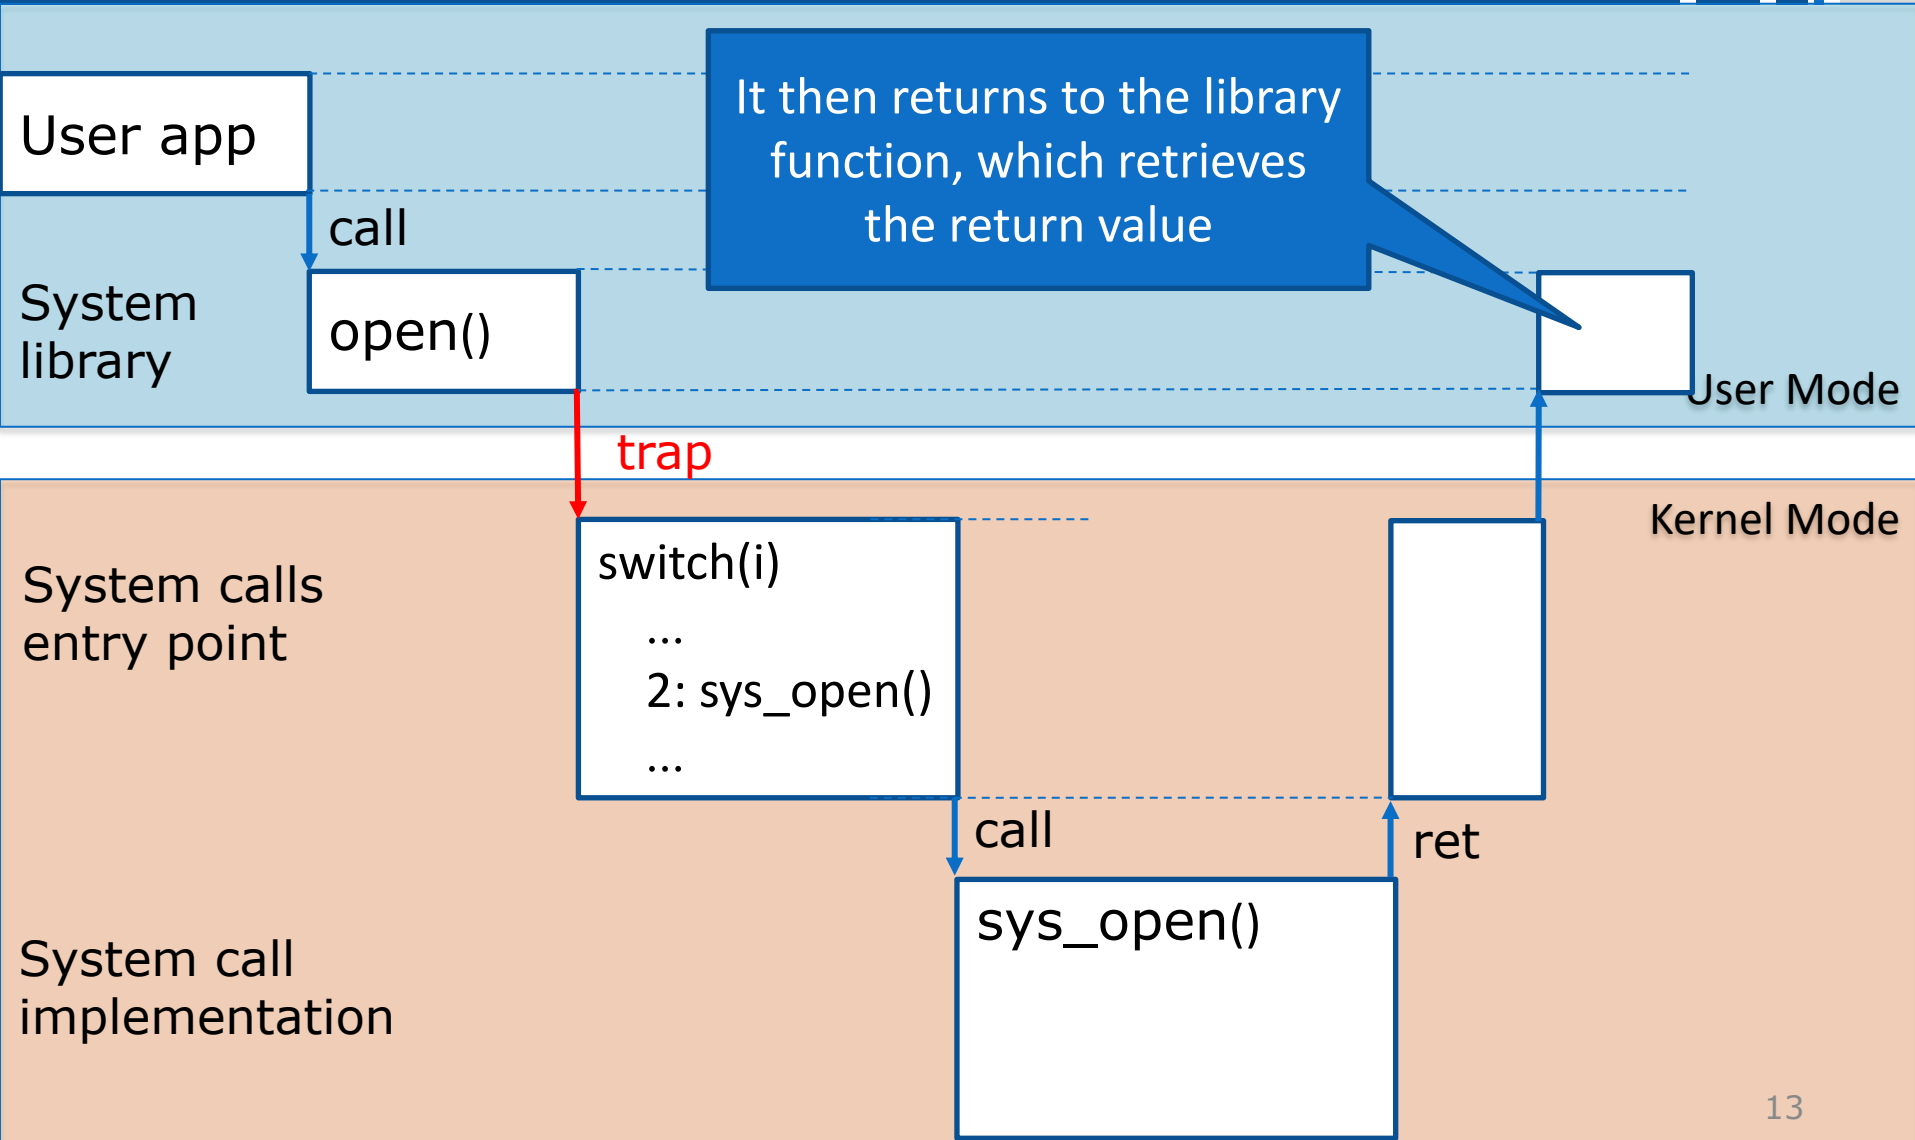 It then returns to the library
function, which retrieves
the return value
User app
call
System
library
open()
User Mode
trap
Kernel Mode
System calls
entry point
switch(i)
...
2: sys_open()
...
call
ret
System call
implementation
sys_open()
13